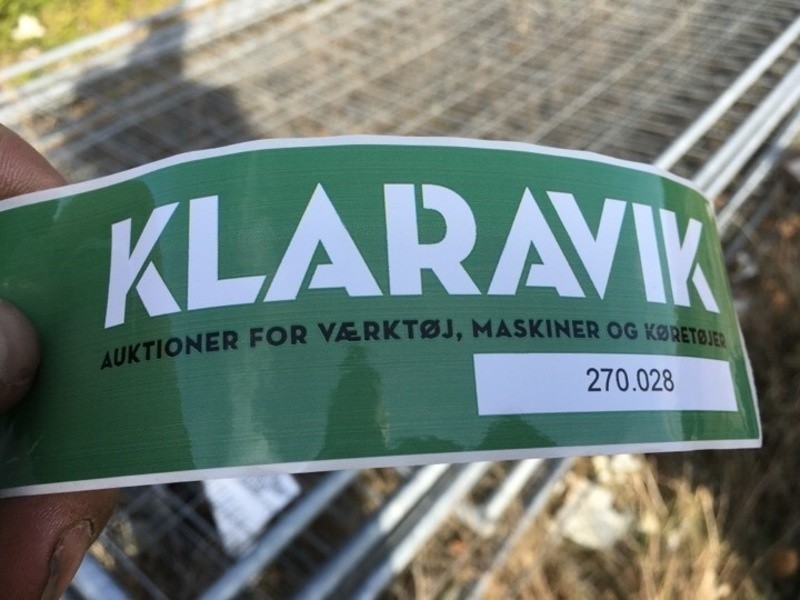 KLARAVIK
AUKTIONER FOR VÆRKTØJ, MASKINER OG KØRETØJER
270.028